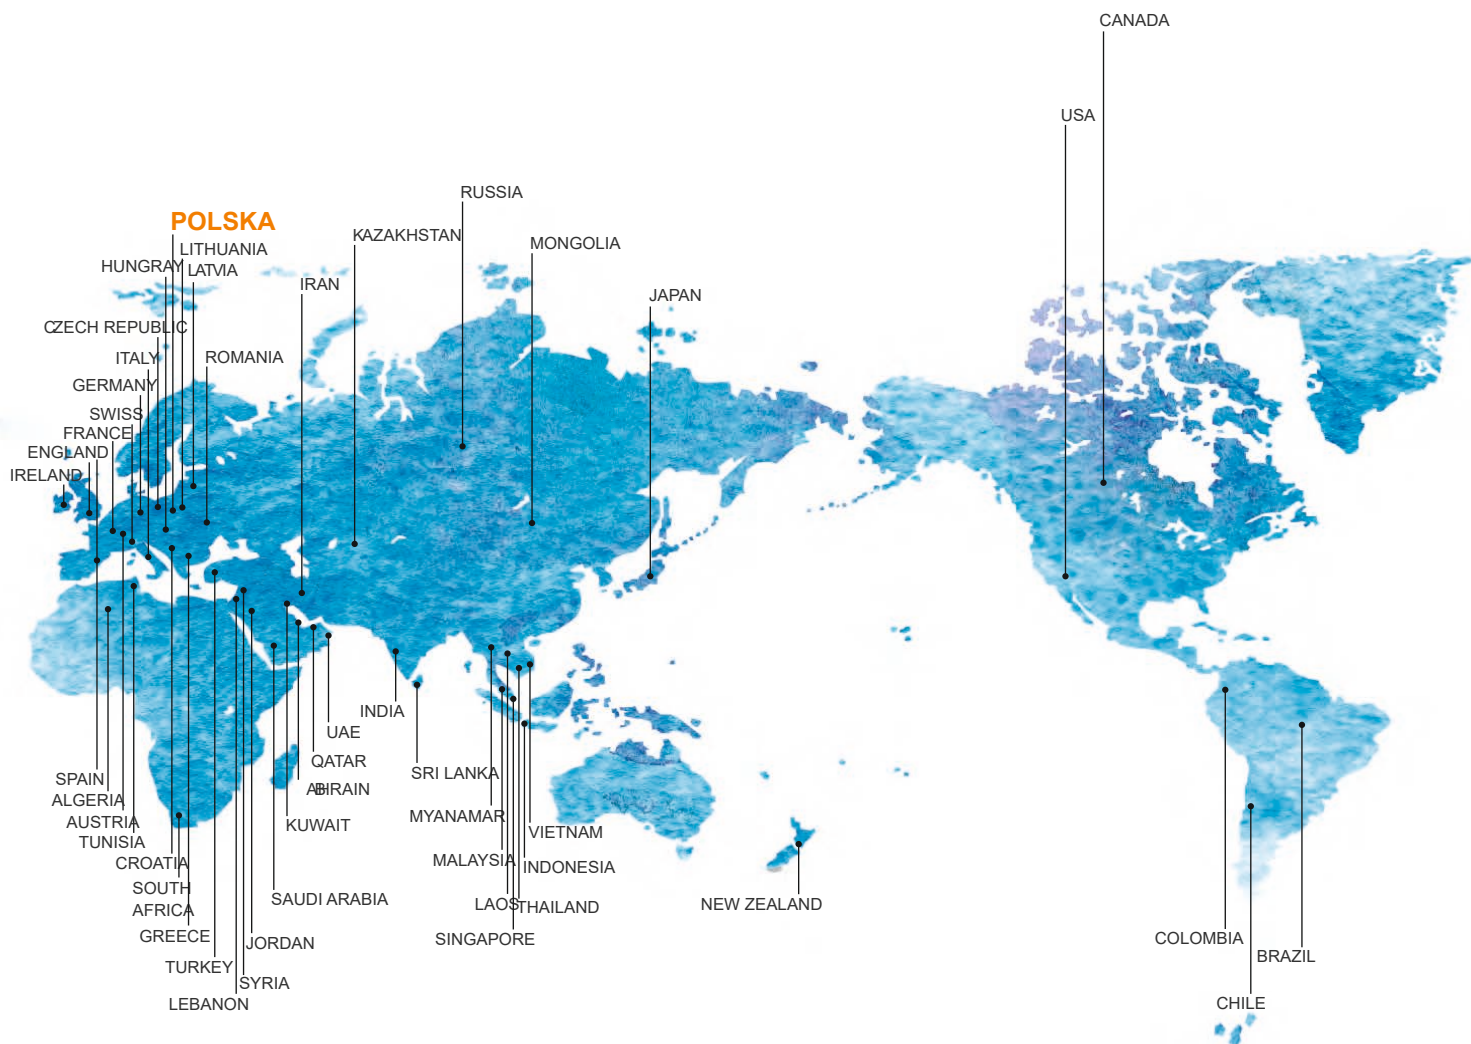 CANADA
USA
RUSSIA
POLSKA
KAZAKHSTAN
MONGOLIA
LITHUANIA
HUNGRAY
LATVIA
IRAN
JAPAN
CZECH REPUBLIC
ITALY
ROMANIA
GERMANY
SWISS
FRANCE
ENGLAND
IRELAND
INDIA
UAE
QATAR
SRI LANKA
SPAIN
ABHRAIN
ALGERIA
MYANAMAR
AUSTRIA
KUWAIT
VIETNAM
TUNISIA
CROATIA
MALAYSIA
INDONESIA
SOUTH
AFRICA
SAUDI ARABIA
LAOS
THAILAND
NEW ZEALAND
GREECE
JORDAN
SINGAPORE
COLOMBIA
BRAZIL
TURKEY
SYRIA
LEBANON
CHILE